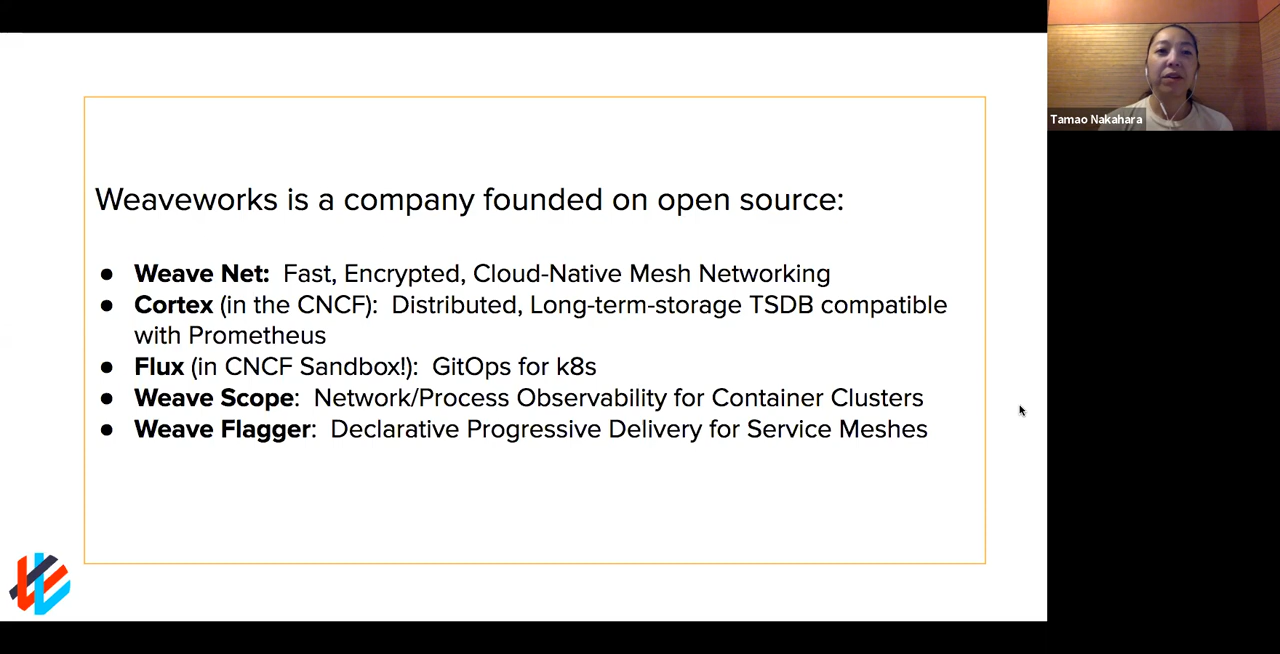 Weaveworks is a company founded on open source:
● Weave Net: Fast, Encrypted, Cloud-Native Mesh Networking
● Cortex (in the CNCF): Distributed, Long-term-storage TSDB compatible
with Prometheus
● Flux (in CNCF Sandbox!): GitOps for k8s
● Weave Scope: Network/Process Observability for Container Clusters
● Weave Flagger: Declarative Progressive Delivery for Service Meshes
Tamao Nakahara